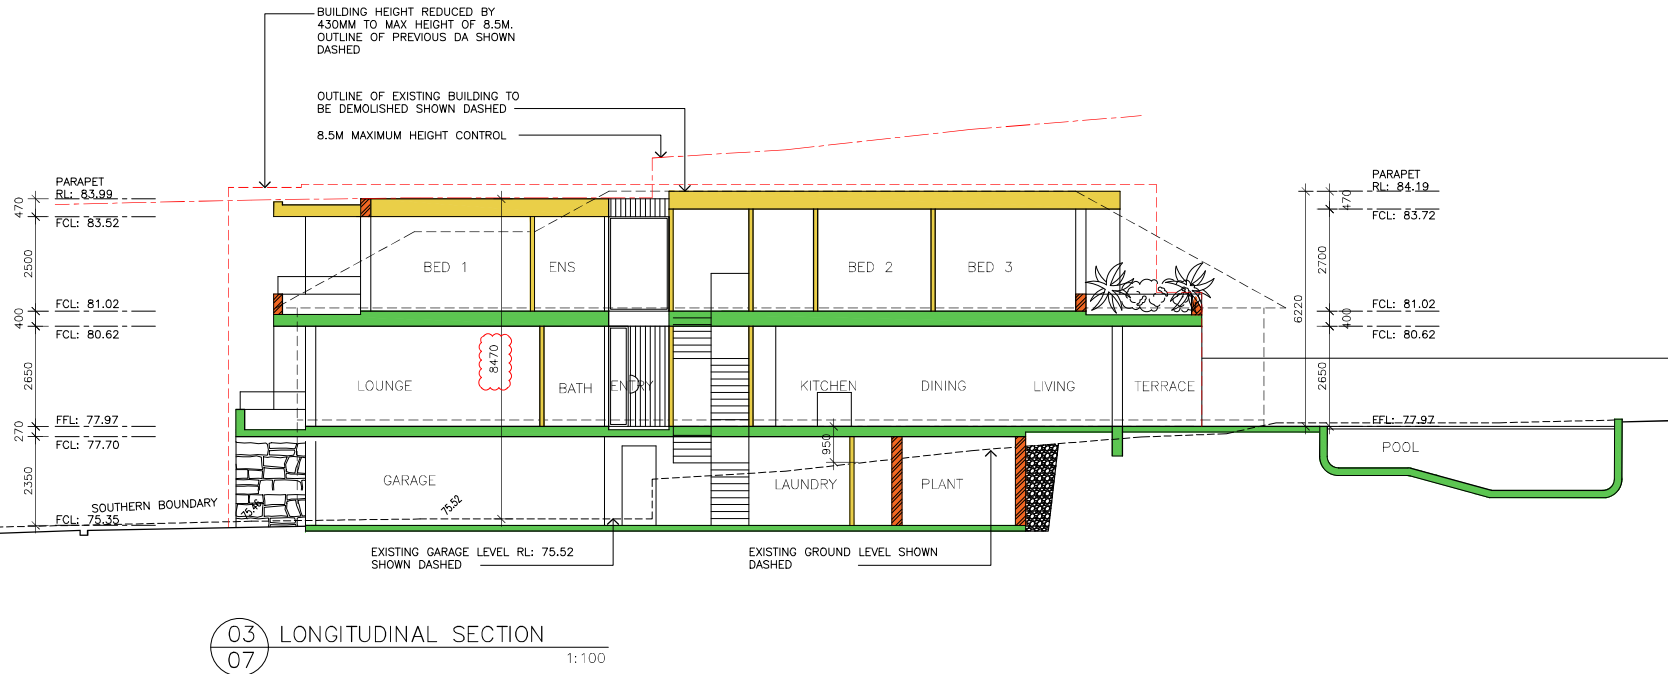 BUILDING HEIGHT REDUCED BY
430MM TO MAX HEIGHT OF 8.5M.
OUTLINE OF PREVIOUS DA SHOWN
DASHED
OUTLINE OF EXISTING BUILDING TO
BE DEMOLISHED SHOWN DASHED
8.5M MAXIMUM HEIGHT CONTROL
PARAPET
RL: 83.99
FCL: 83.52
FCL: 81.02
FCL: 80.62
FFL: 77.97
FCL: 77.70
FCL: 75.35
470
2500
400
2650
270
2350
PARAPET
RL: 84.19
FCL: 83.72
FCL: 81.02
FCL: 80.62
FFL: 77.97
470
2700
400
2650
6220
BED 1
ENS
BED 2
BED 3
8470
LOUNGE
BATH
ENTRY
KITCHEN
DINING
LIVING
TERRACE
950
POOL
GARAGE
LAUNDRY
PLANT
SOUTHERN BOUNDARY
75.46
75.52
EXISTING GARAGE LEVEL RL: 75.52
SHOWN DASHED
EXISTING GROUND LEVEL SHOWN
DASHED
03
07
LONGITUDINAL SECTION
1:100